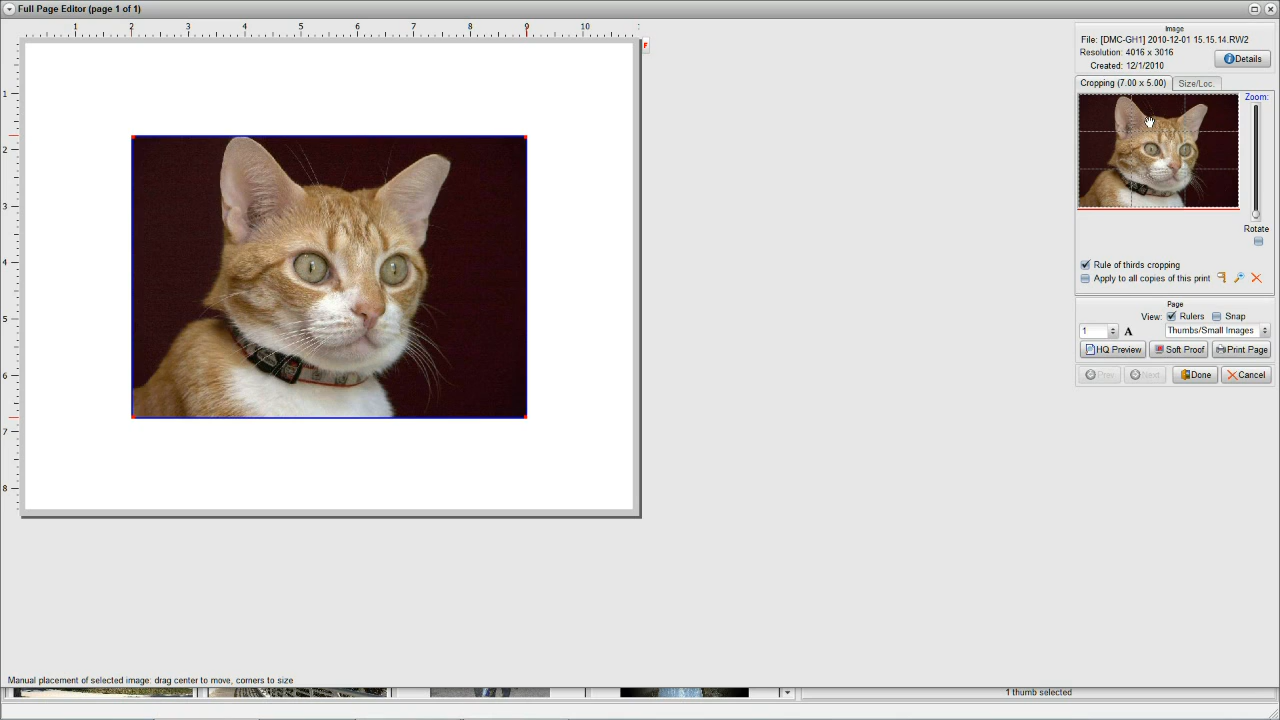 Full Page Editor (page 1 of 1)
1 2 3 4 5 6 7 8 9 10
F
1
2
3
4
5
6
7
8
Image
File: [DMC-GH1] 2010-12-01 15.15.14.RW2
Resolution: 4016 x 3016
Created: 12/1/2010
Details
Cropping (7.00 x 5.00) Size/Loc.
Zoom:
Rotate
Rule of thirds cropping
Apply to all copies of this print
Page
View: Rulers Snap
1 A Thumbs/Small Images
HQ Preview Soft Proof Print Page
Prev Next Done Cancel
Manual placement of selected image: drag center to move, corners to size
1 thumb selected